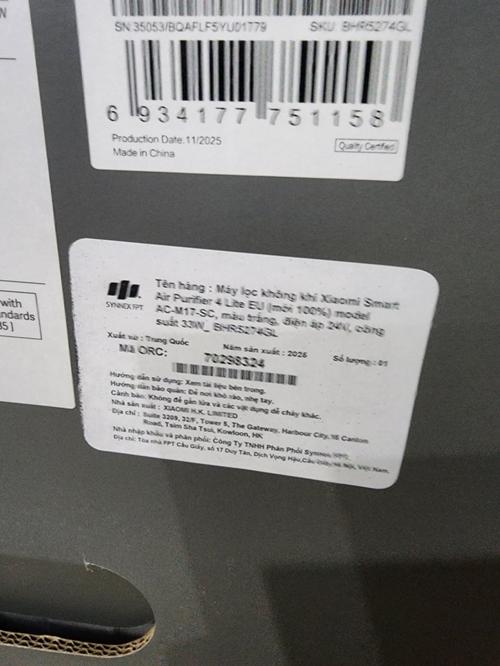 N
SN:35053/BQAFLF5YU01779 SKU: BHR5274GL
6 934177 751158
Production Date.11/2025
Made in China
Quality Certified
with
ndards
35]
SYNNEX FPT
Tên hàng : Máy lọc không khí Xiaomi Smart
Air Purifier 4 Lite EU (mới 100%) model
AC-M17-SC, màu trắng, điện áp 24V, công
suất 33W_ BHR5274GL
Xuất xứ : Trung Quốc Năm sản xuất : 2025 Số lượng : 01
Mã ORC: 70298324
Hướng dẫn sử dụng: Xem tài liệu bên trong.
Hướng dẫn bảo quản: Để nơi khô ráo, nhẹ tay.
Cảnh báo: Không để gần lửa và các vật dụng dễ cháy khác.
Nhà sản xuất : XIAOMI H.K. LIMITED
Địa chỉ : Suite 3209, 32/F, Tower 5, The Gateway, Harbour City,15 Canton
Road, Tsim Sha Tsui, Kowloon, HK
Nhà nhập khẩu và phân phối: Công Ty TNHH Phân Phối Synnex FPT
Địa chỉ: Tòa nhà FPT Cầu Giấy, số 17 Duy Tân, Dịch Vọng Hậu, Cầu Giấy, Hà Nội, Việt Nam.